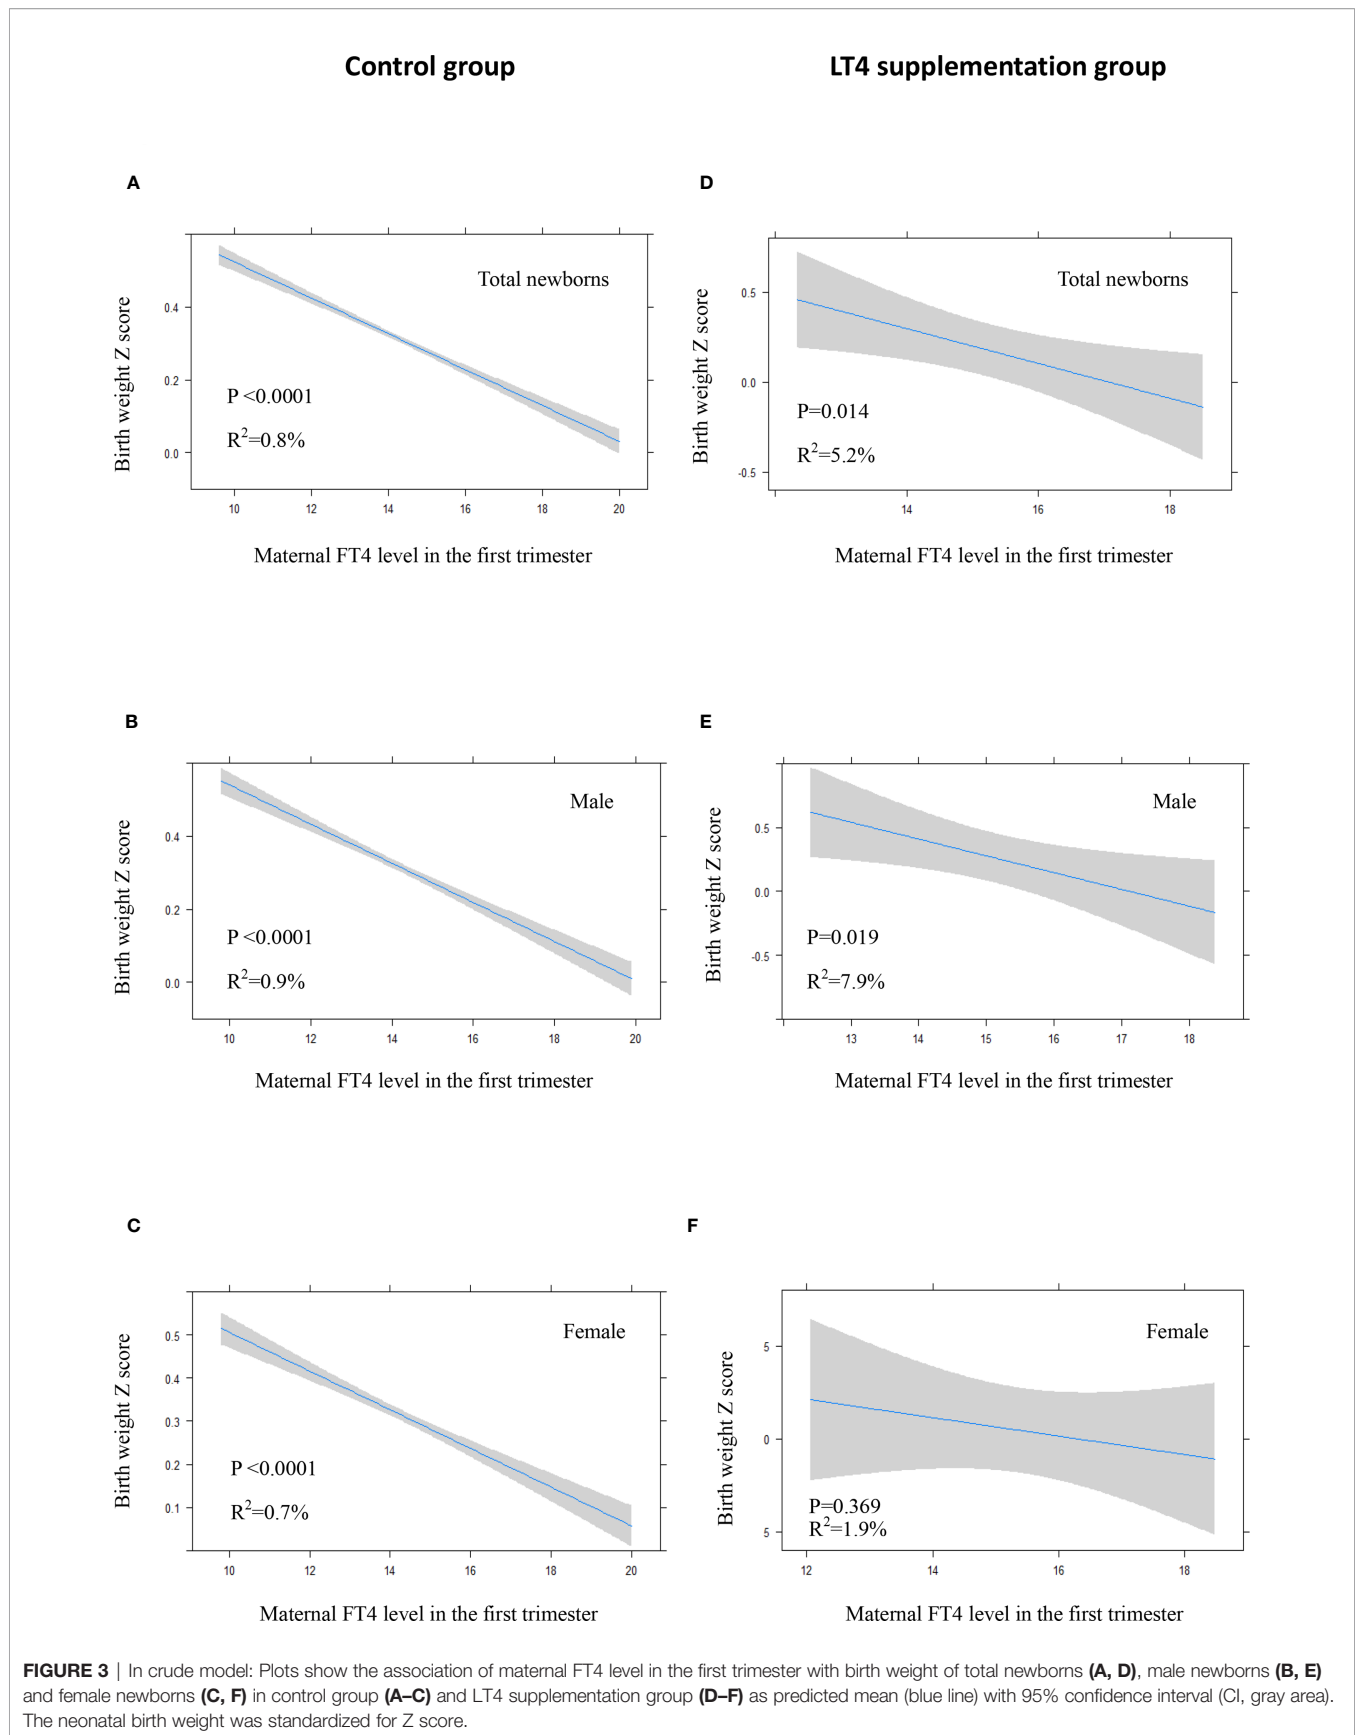 Control group
LT4 supplementation group
A
Birth weight Z score
0.4
0.2
0.0
Total newborns
P <0.0001
R²=0.8%
10 12 14 16 18 20
Maternal FT4 level in the first trimester
D
Birth weight Z score
0.5
0.0
-0.5
Total newborns
P=0.014
R²=5.2%
14 16 18
Maternal FT4 level in the first trimester
B
Birth weight Z score
0.4
0.2
0.0
Male
P <0.0001
R²=0.9%
10 12 14 16 18 20
Maternal FT4 level in the first trimester
E
Birth weight Z score
0.5
0.0
-0.5
Male
P=0.019
R²=7.9%
13 14 15 16 17 18
Maternal FT4 level in the first trimester
C
Birth weight Z score
0.5
0.4
0.3
0.2
0.1
Female
P <0.0001
R²=0.7%
10 12 14 16 18 20
Maternal FT4 level in the first trimester
F
Birth weight Z score
5
0
5
Female
P=0.369
R²=1.9%
12 14 16 18
Maternal FT4 level in the first trimester
FIGURE 3 | In crude model: Plots show the association of maternal FT4 level in the first trimester with birth weight of total newborns (A, D), male newborns (B, E)
and female newborns (C, F) in control group (A–C) and LT4 supplementation group (D–F) as predicted mean (blue line) with 95% confidence interval (CI, gray area).
The neonatal birth weight was standardized for Z score.